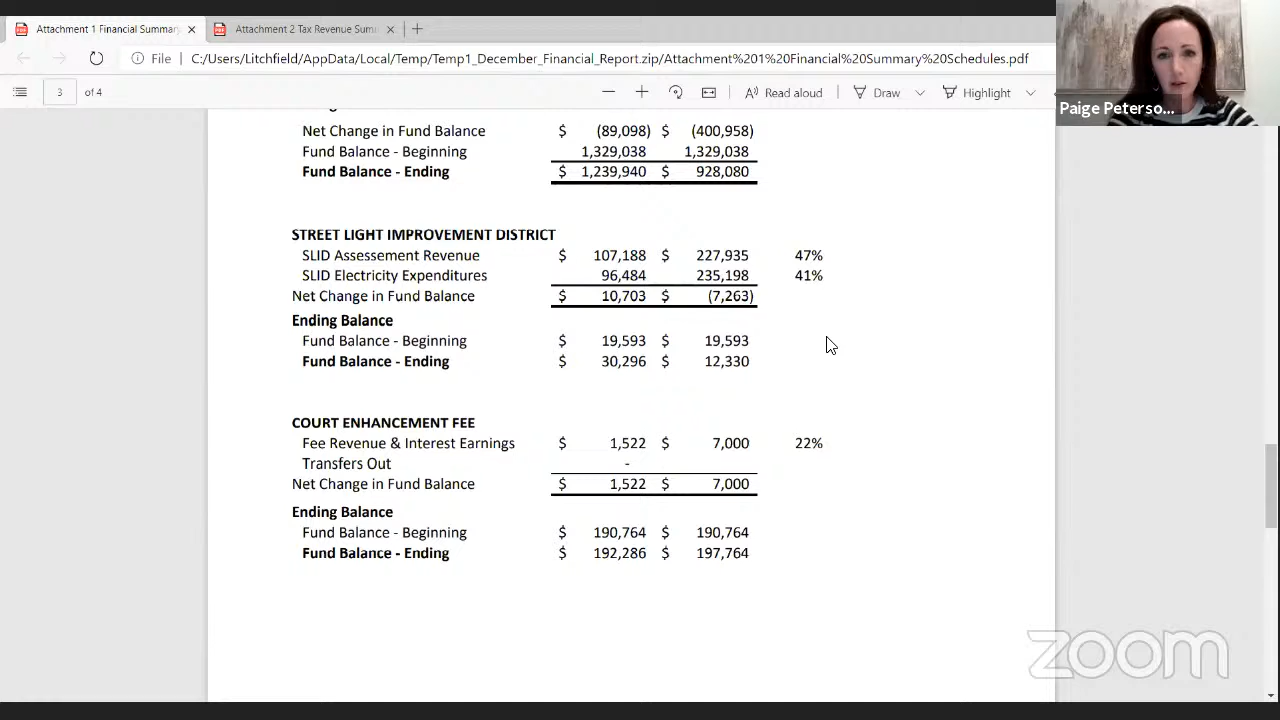 Attachment 1 Financial Summary
Attachment 2 Tax Revenue Summ
File C:/Users/Litchfield/AppData/Local/Temp/Temp1_December_Financial_Report.zip/Attachment%201%20Financial%20Summary%20Schedules.pdf
3 of 4
Read aloud Draw Highlight
Paige Peterso...
Net Change in Fund Balance $ (89,098) $ (400,958)
Fund Balance - Beginning 1,329,038 1,329,038
Fund Balance - Ending $ 1,239,940 $ 928,080
STREET LIGHT IMPROVEMENT DISTRICT
SLID Assessement Revenue $ 107,188 $ 227,935 47%
SLID Electricity Expenditures 96,484 235,198 41%
Net Change in Fund Balance $ 10,703 $ (7,263)
Ending Balance
Fund Balance - Beginning $ 19,593 $ 19,593
Fund Balance - Ending $ 30,296 $ 12,330
COURT ENHANCEMENT FEE
Fee Revenue & Interest Earnings $ 1,522 $ 7,000 22%
Transfers Out -
Net Change in Fund Balance $ 1,522 $ 7,000
Ending Balance
Fund Balance - Beginning $ 190,764 $ 190,764
Fund Balance - Ending $ 192,286 $ 197,764
zoom